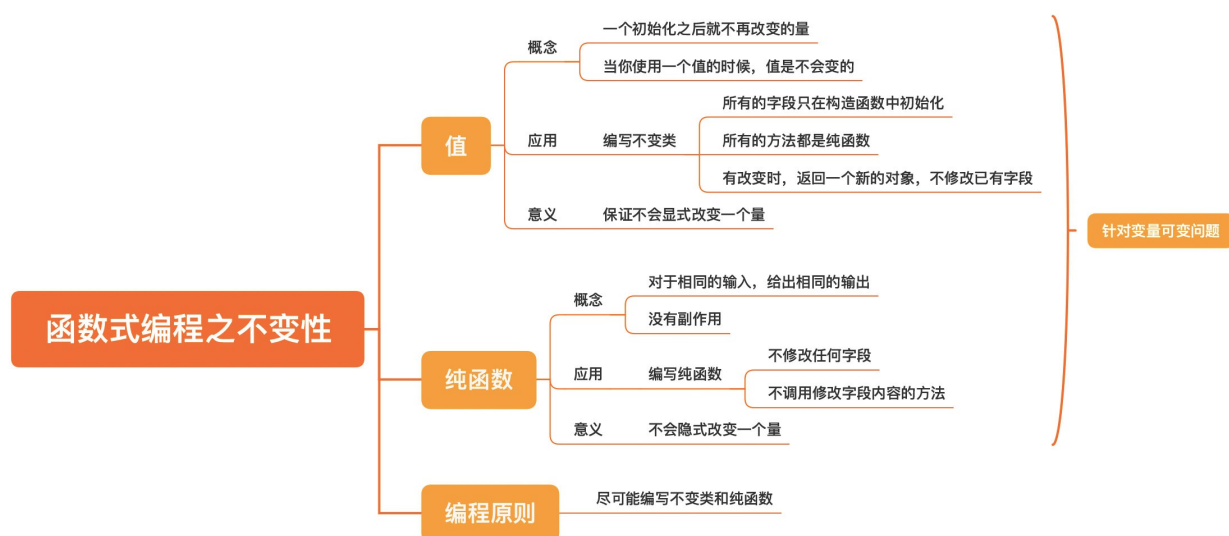 函数式编程之不变性
值
概念
一个初始化之后就不再改变的量
当你使用一个值的时候，值是不会变的
应用
编写不变类
所有的字段只在构造函数中初始化
所有的方法都是纯函数
有改变时，返回一个新的对象，不修改已有字段
意义
保证不会显式改变一个量
纯函数
概念
对于相同的输入，给出相同的输出
没有副作用
应用
编写纯函数
不修改任何字段
不调用修改字段内容的方法
意义
不会隐式改变一个量
针对变量可变问题
编程原则
尽可能编写不变类和纯函数